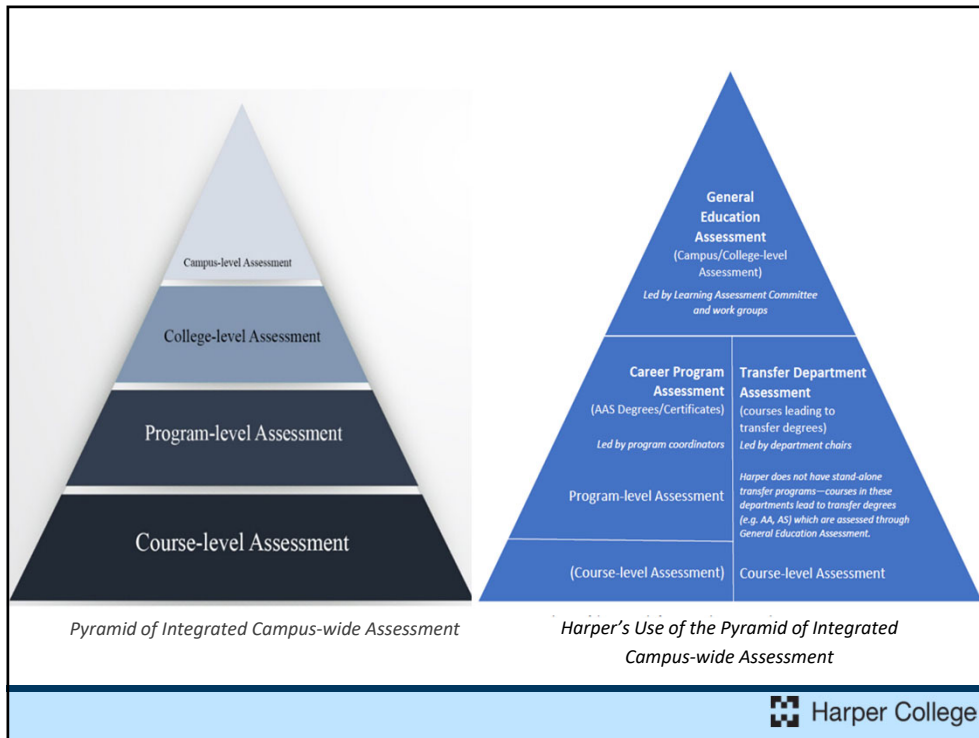 Campus-level Assessment
College-level Assessment
Program-level Assessment
Course-level Assessment
Pyramid of Integrated Campus-wide Assessment
General
Education
Assessment
(Campus/College-level
Assessment)
Led by Learning Assessment Committee
and work groups
Career Program
Assessment
(AAS Degrees/Certificates)
Led by program coordinators
Program-level Assessment
(Course-level Assessment)
Transfer Department
Assessment
(courses leading to
transfer degrees)
Led by department chairs
Harper does not have stand-alone
transfer programs—courses in these
departments lead to transfer degrees
(e.g. AA, AS) which are assessed through
General Education Assessment.
Course-level Assessment
Harper's Use of the Pyramid of Integrated
Campus-wide Assessment
Harper College